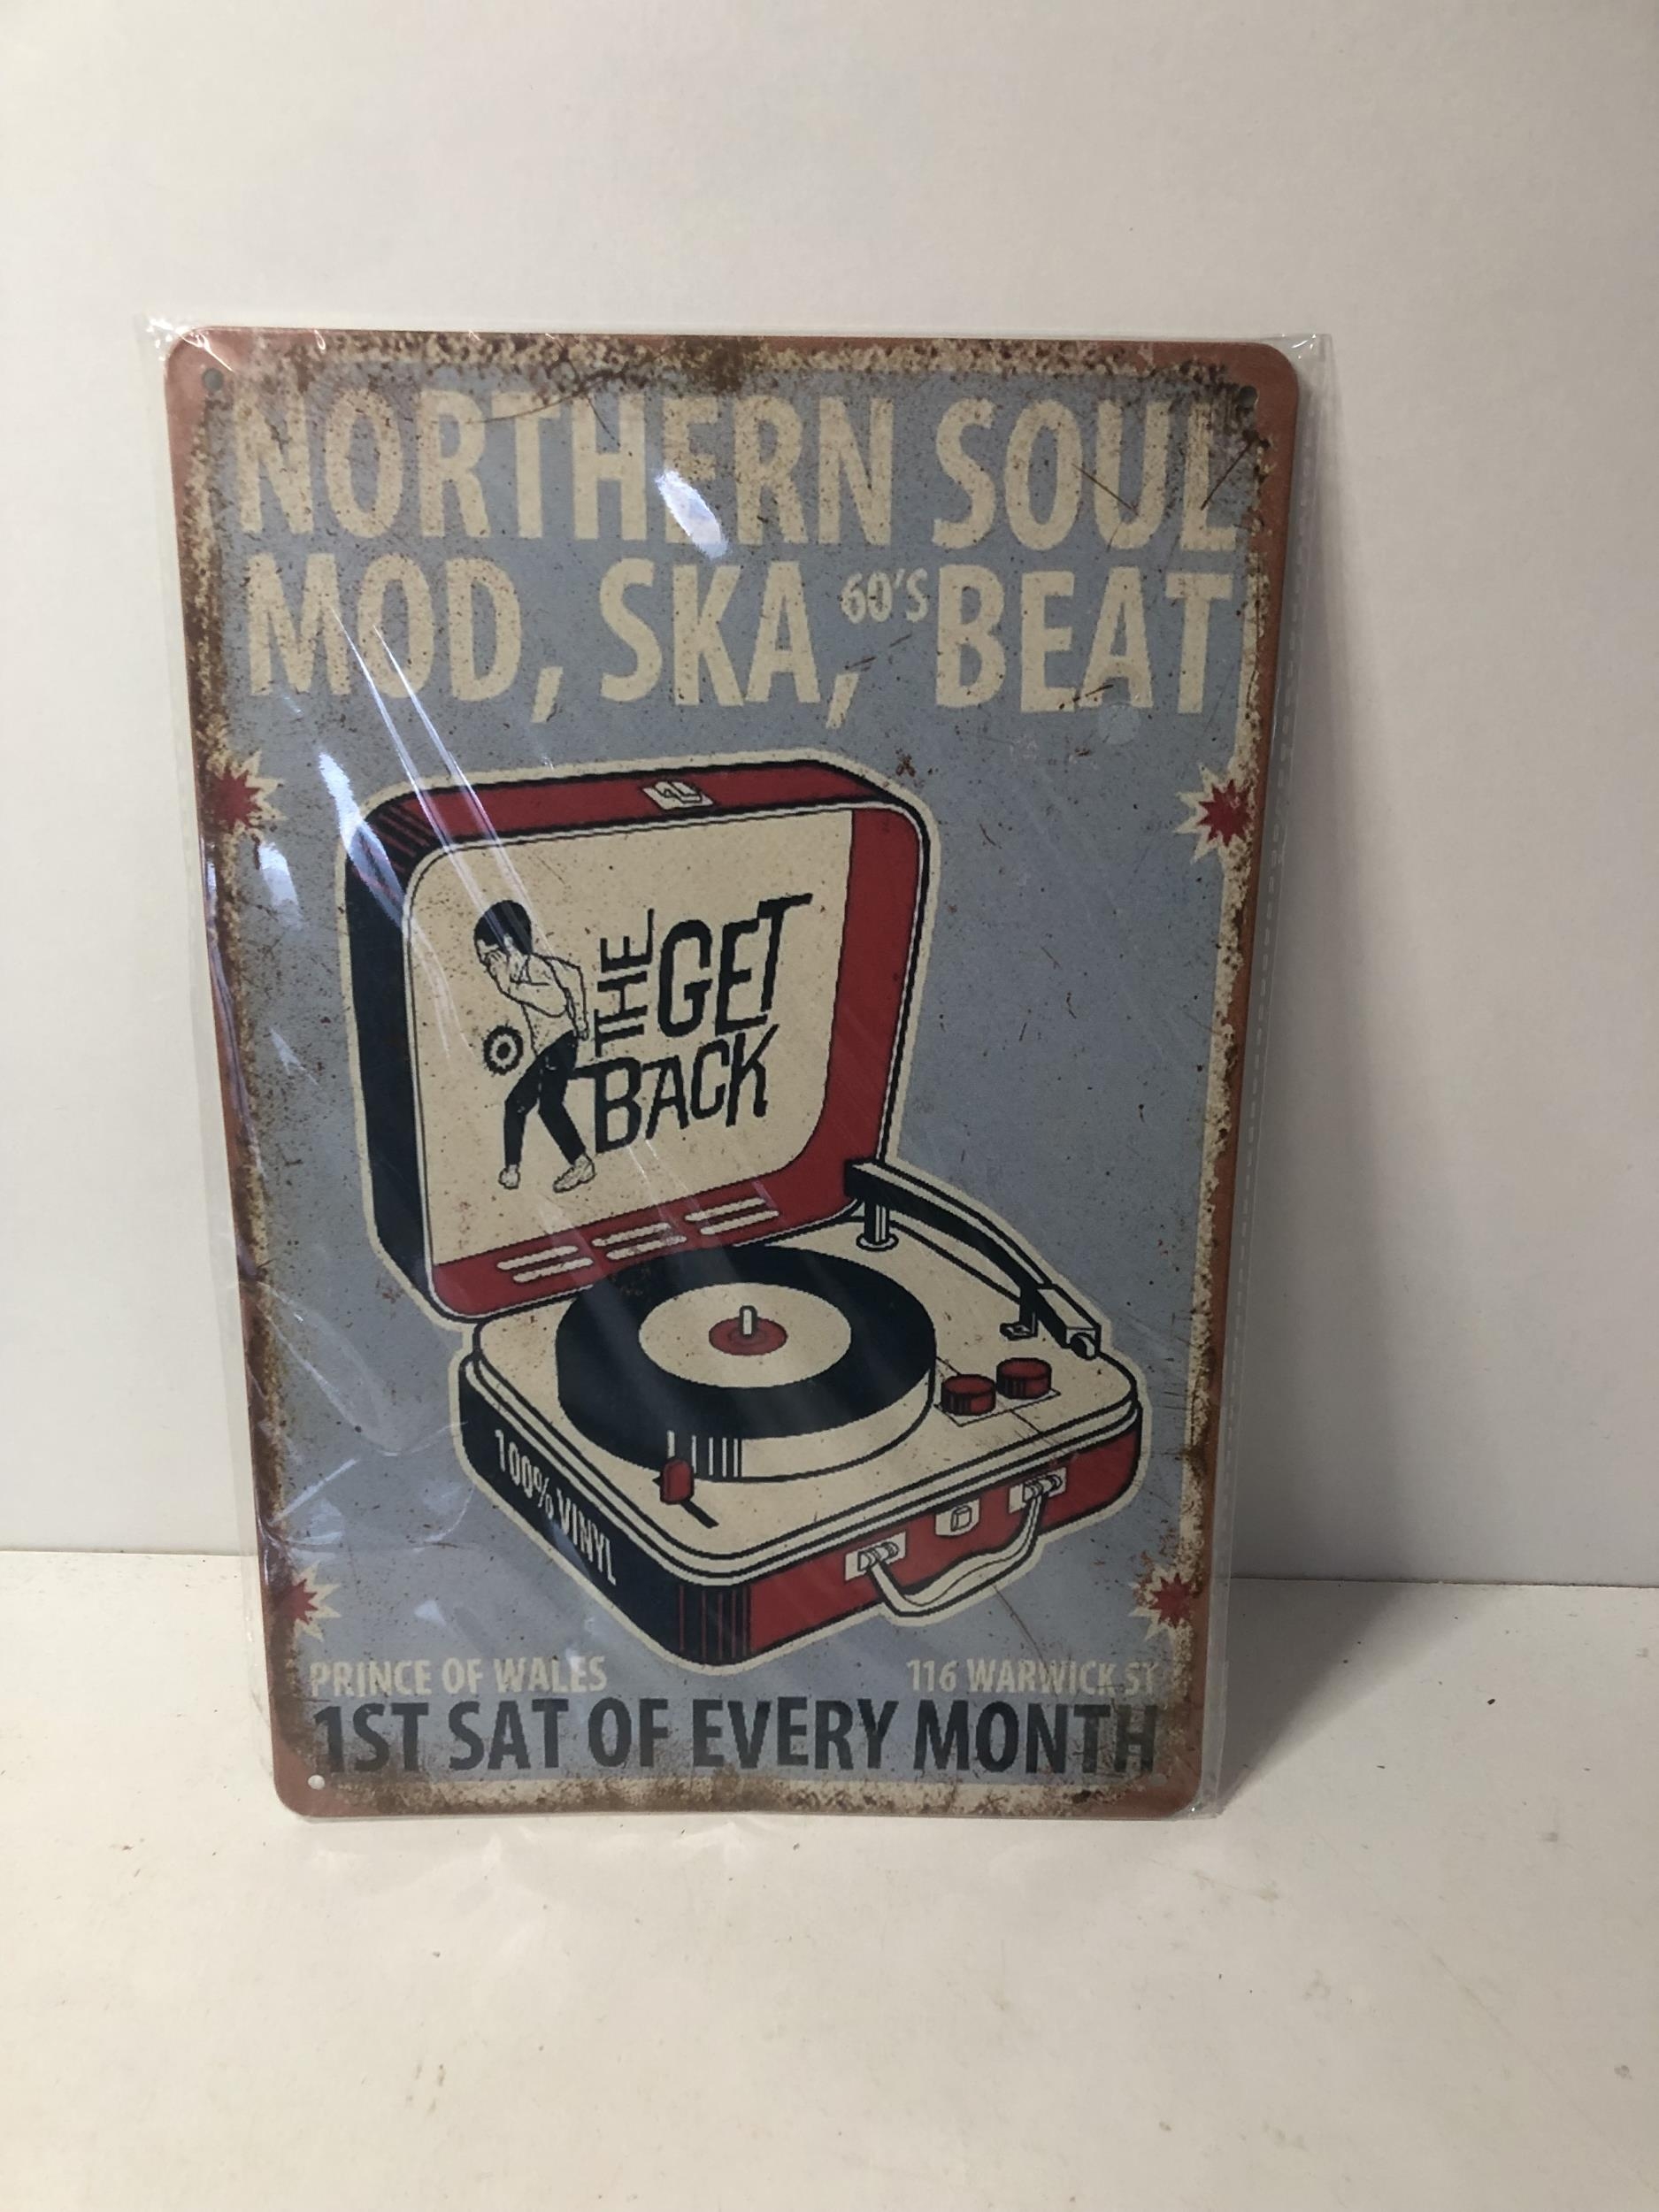 NORTHERN SOUL
MOD, SKA, 60'S BEAT
THE GET
BACK
100% VINYL
PRINCE OF WALES 116 WARWICK ST
1ST SAT OF EVERY MONTH